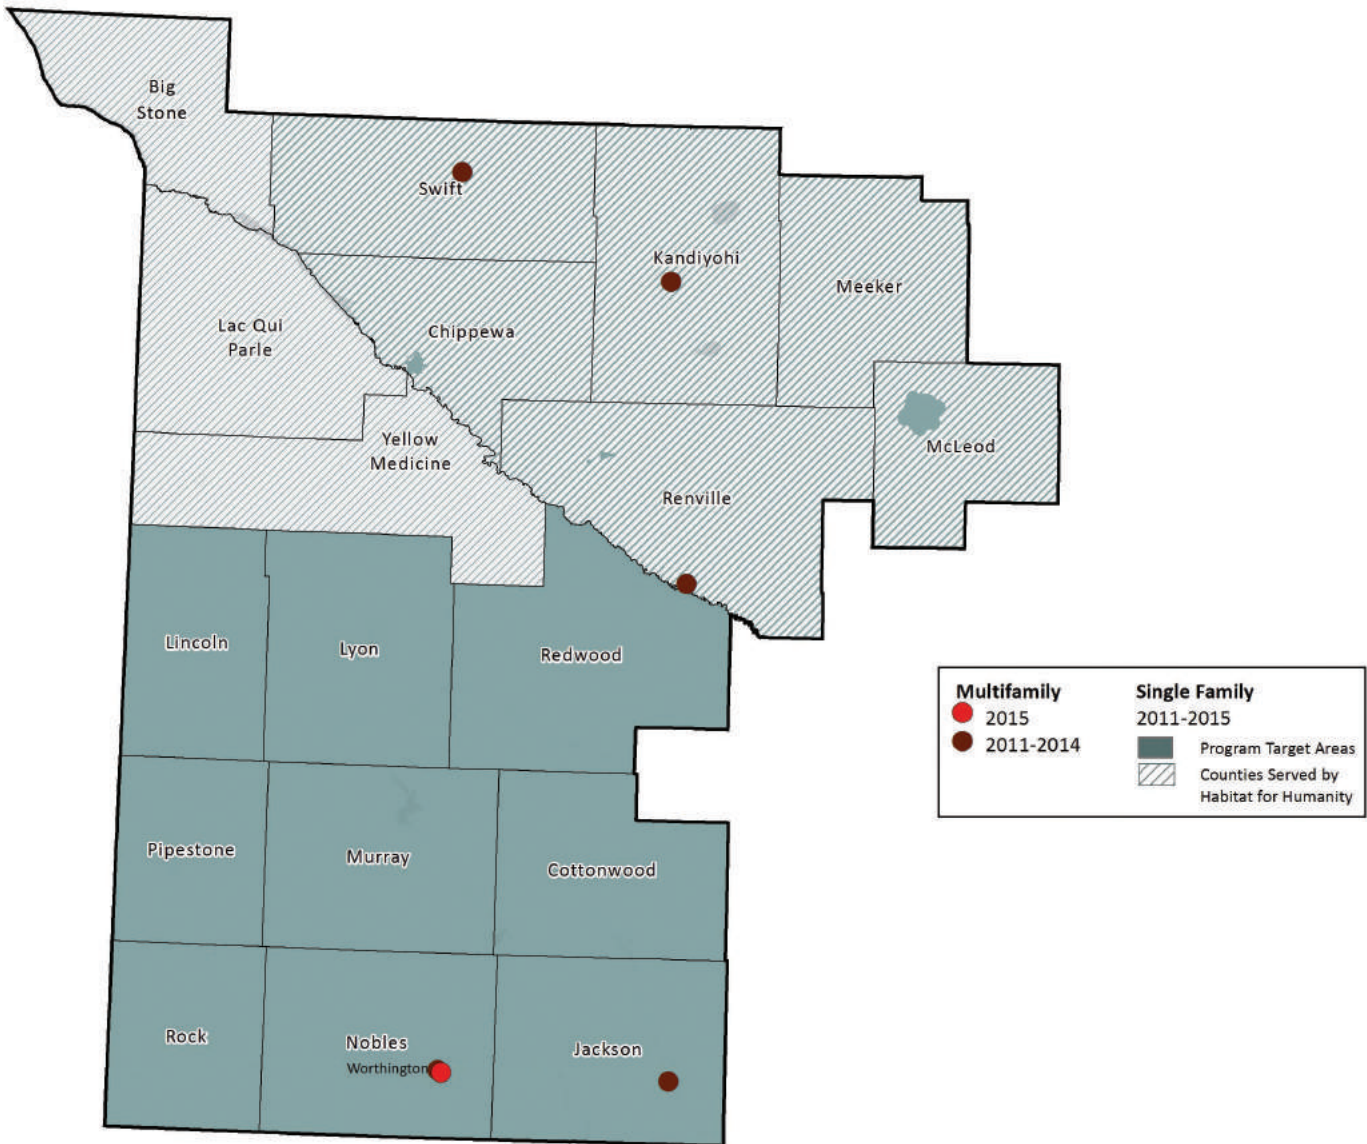 Big
Stone
Swift
Kandiyohi
Meeker
Lac Qui
Parle
Chippewa
Yellow
Medicine
McLeod
Renville
Lincoln
Lyon
Redwood
Multifamily
2015
2011-2014
Single Family
2011-2015
Program Target Areas
Counties Served by
Habitat for Humanity
Pipestone
Murray
Cottonwood
Rock
Nobles
Worthington
Jackson